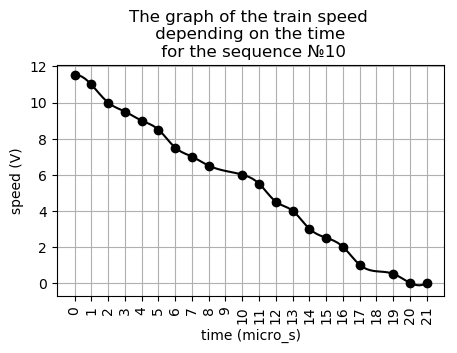 The graph of the train speed
depending on the time
for the sequence №10
12
10
8
6
4
2
0
speed (V)
0 1 2 3 4 5 6 7 8 9 10 11 12 13 14 15 16 17 18 19 20 21
time (micro_s)